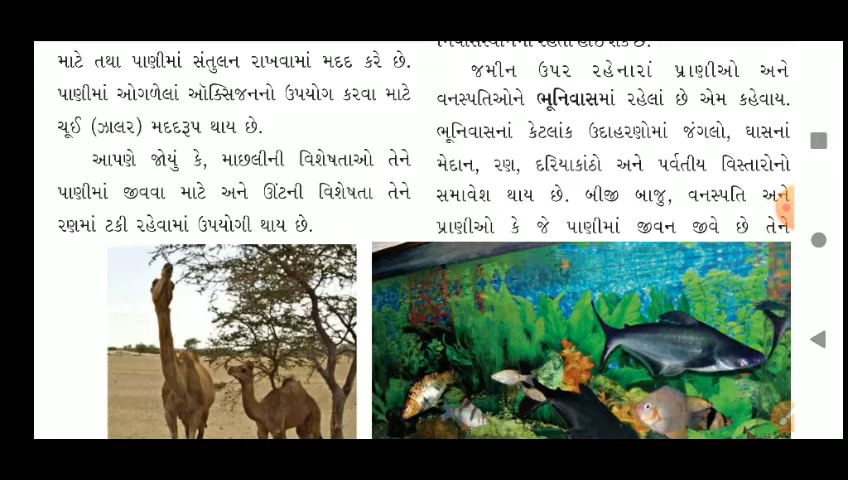 માટે તથા પાણીમાં સંતુલન રાખવામાં મદદ કરે છે.
પાણીમાં ઓગળેલાં ઑક્સિજનનો ઉપયોગ કરવા માટે
ચૂઈ (ઝાલર) મદદરૂપ થાય છે.
આપણે જોયું કે, માછલીની વિશેષતાઓ તેને
પાણીમાં જીવવા માટે અને ઊંટની વિશેષતા તેને
રણમાં ટકી રહેવામાં ઉપયોગી થાય છે.
જમીન ઉપર રહેનારાં પ્રાણીઓ અને
વનસ્પતિઓને ભૂનિવાસમાં રહેલાં છે એમ કહેવાય.
ભૂનિવાસનાં કેટલાંક ઉદાહરણોમાં જંગલો, ઘાસનાં
મેદાન, રણ, દરિયાકાંઠો અને પર્વતીય વિસ્તારોનો
સમાવેશ થાય છે. બીજી બાજુ, વનસ્પતિ અને
પ્રાણીઓ કે જે પાણીમાં જીવન જીવે છે તેને